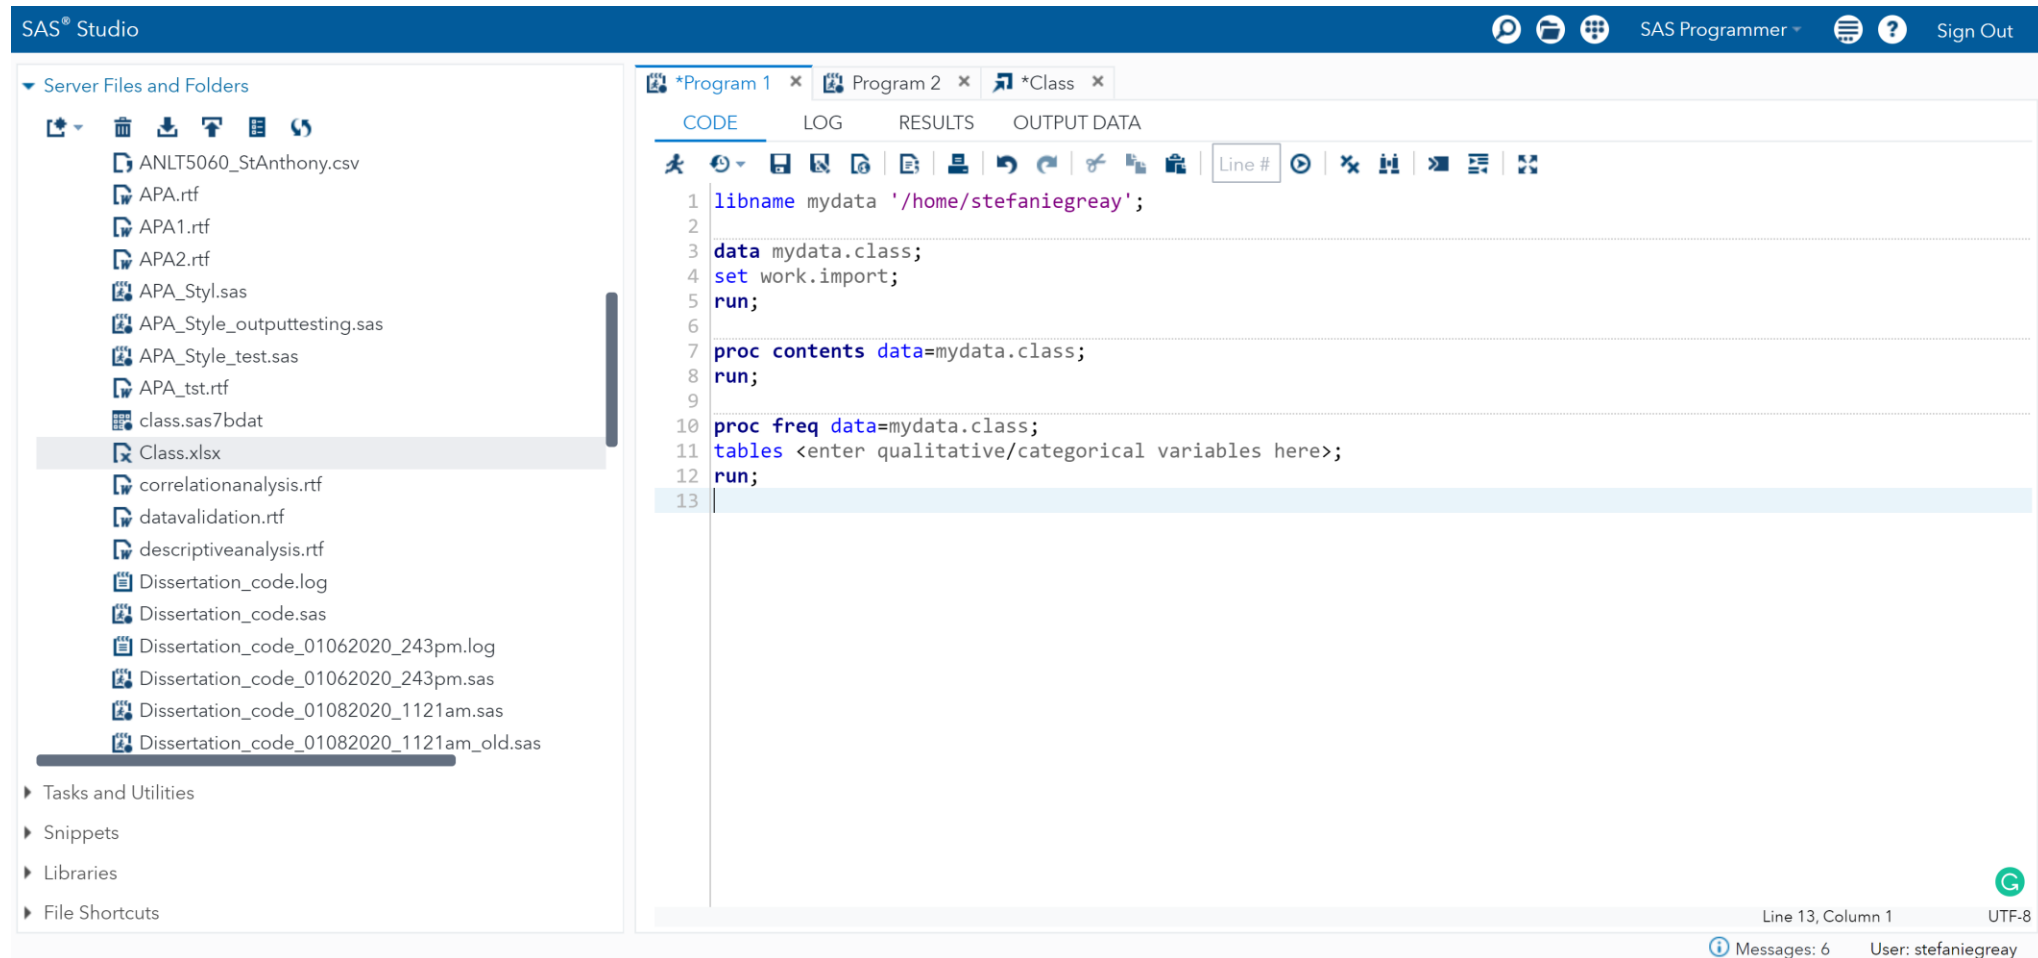 SAS® Studio
SAS Programmer
Sign Out
Server Files and Folders
ANLT5060_StAnthony.csv
APA.rtf
APA1.rtf
APA2.rtf
APA_Styl.sas
APA_Style_outputtesting.sas
APA_Style_test.sas
APA_tst.rtf
class.sas7bdat
Class.xlsx
correlationanalysis.rtf
datavalidation.rtf
descriptiveanalysis.rtf
Dissertation_code.log
Dissertation_code.sas
Dissertation_code_01062020_243pm.log
Dissertation_code_01062020_243pm.sas
Dissertation_code_01082020_1121am.sas
Dissertation_code_01082020_1121am_old.sas
Tasks and Utilities
Snippets
Libraries
File Shortcuts
*Program 1 Program 2 *Class
CODE LOG RESULTS OUTPUT DATA
Line #
1 libname mydata '/home/stefaniegreay';
2
3 data mydata.class;
4 set work.import;
5 run;
6
7 proc contents data=mydata.class;
8 run;
9
10 proc freq data=mydata.class;
11 tables <enter qualitative/categorical variables here>;
12 run;
13
Line 13, Column 1 UTF-8
Messages: 6 User: stefaniegreay